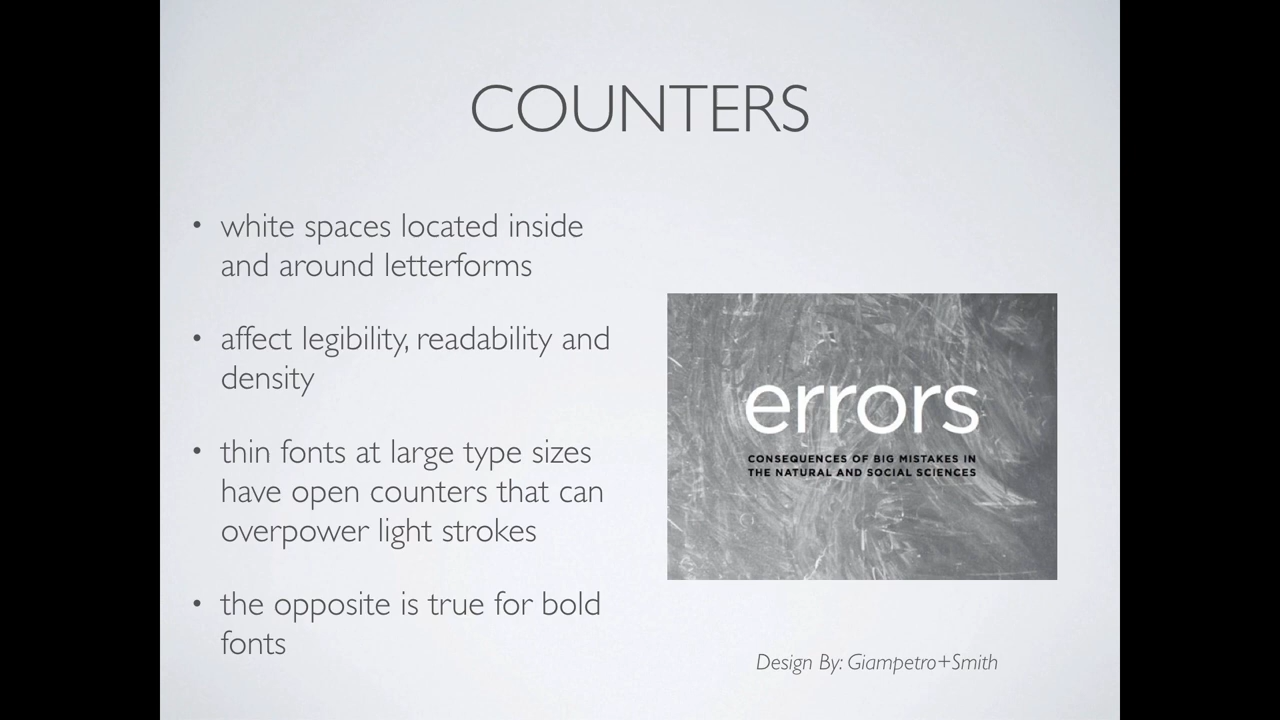 COUNTERS
• white spaces located inside
and around letterforms
• affect legibility, readability and
density
• thin fonts at large type sizes
have open counters that can
overpower light strokes
• the opposite is true for bold
fonts
errors
CONSEQUENCES OF BIG MISTAKES IN
THE NATURAL AND SOCIAL SCIENCES
Design By: Giampetro+Smith